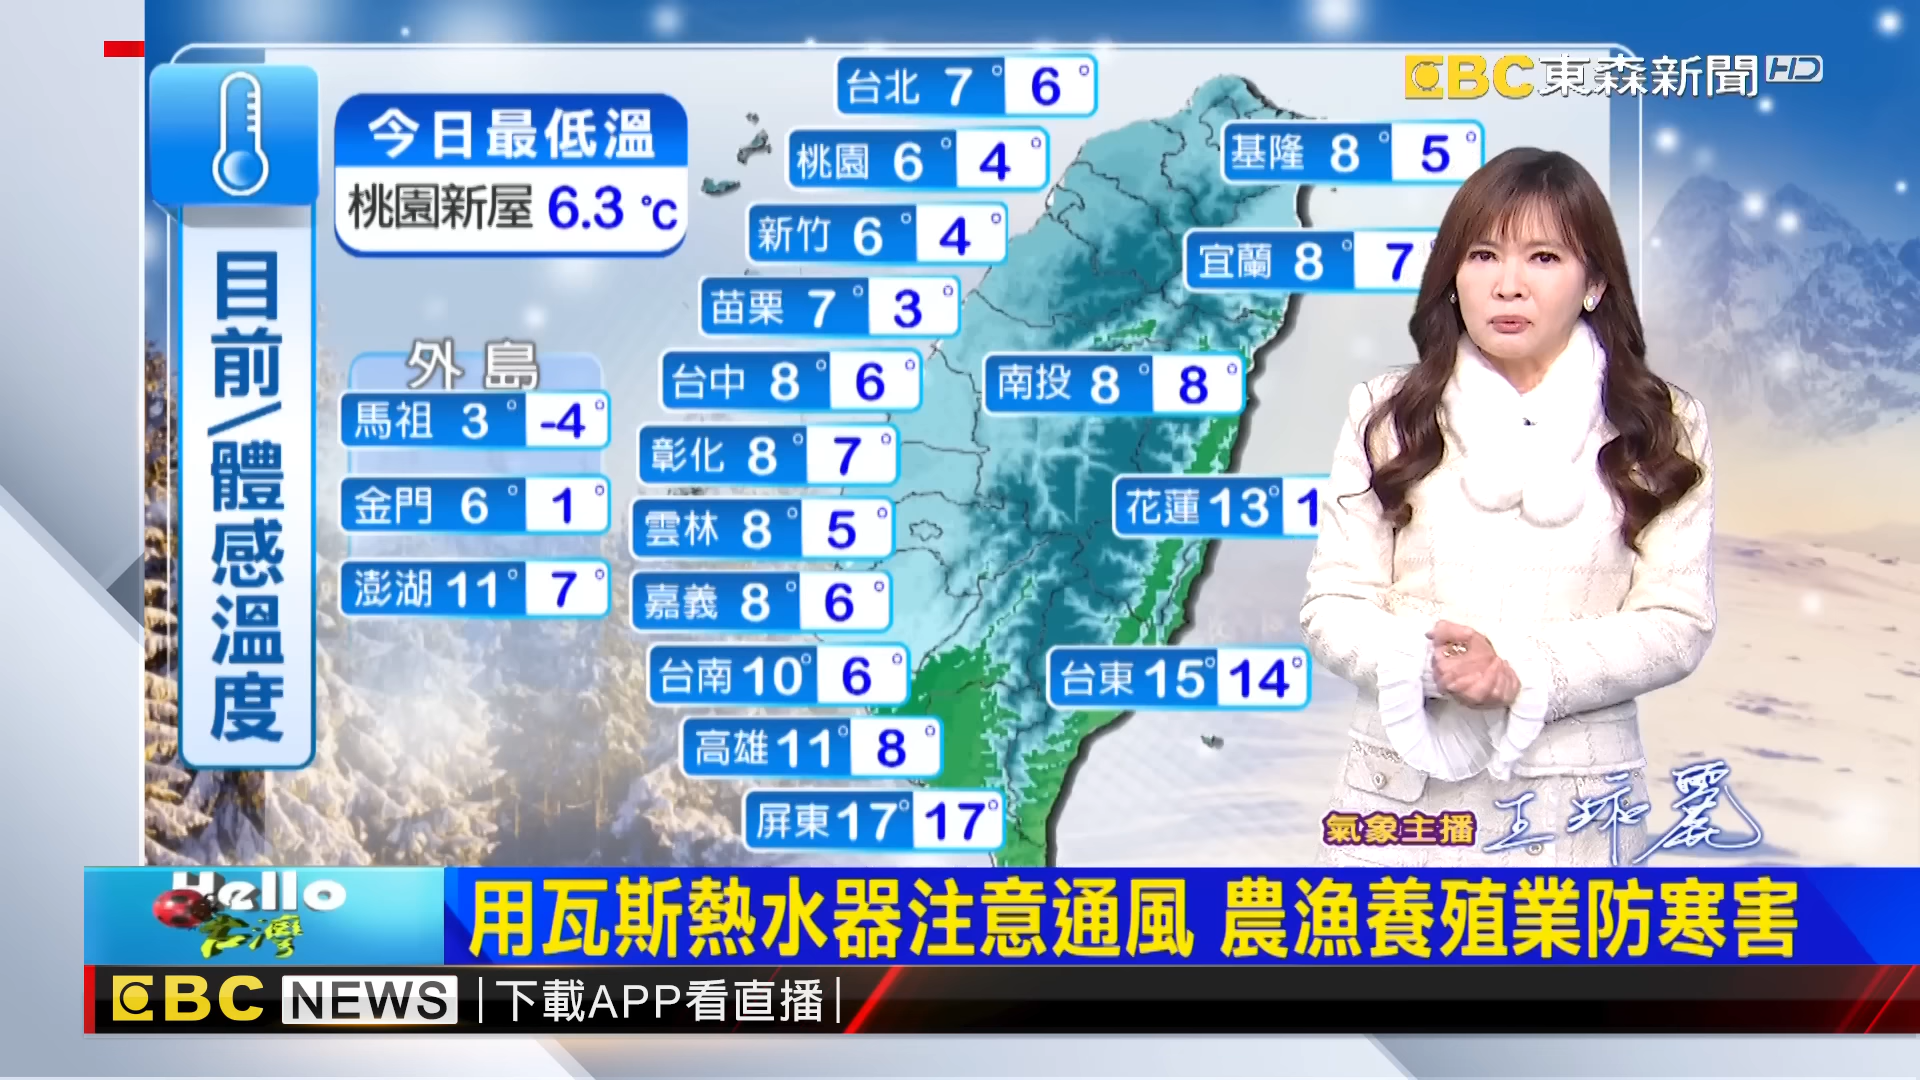 EBC東森新聞HD
今日最低溫
桃園新屋 6.3 °C
目前/體感溫度
台北 7° 6°
桃園 6° 4°
新竹 6° 4°
苗栗 7° 3°
台中 8° 6°
彰化 8° 7°
雲林 8° 5°
嘉義 8° 6°
台南 10° 6°
高雄 11° 8°
屏東 17° 17°
基隆 8° 5°
宜蘭 8° 7
南投 8° 8°
花蓮 13° 1
台東 15° 14°
外島
馬祖 3° -4°
金門 6° 1°
澎湖 11° 7°
氣象主播
Hello
台灣
用瓦斯熱水器注意通風 農漁養殖業防寒害
EBC NEWS |下載APP看直播|